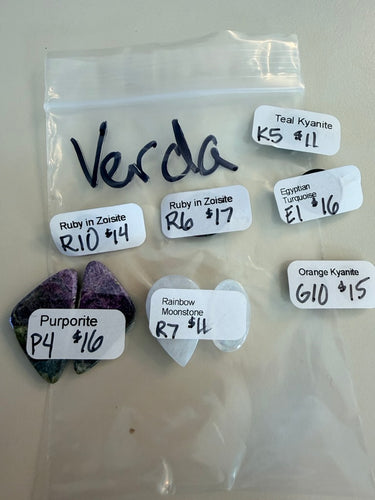 Verda
Teal Kyanite
K5 $11
Ruby in Zoisite
R10 $14
Ruby in Zoisite
R6 $17
Egyptian
Turquoise
E1 $16
Purporite
P4 $16
Rainbow
Moonstone
R7 $11
Orange Kyanite
G10 $15